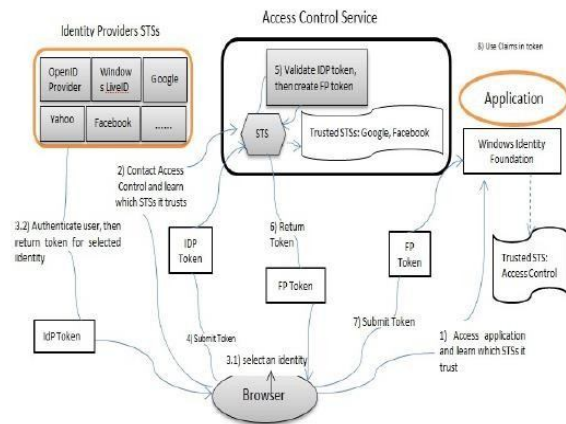 Access Control Service
Identity Providers STSs
8) Use Claims in token
OpenID
Provider
Window
s LiveID
Google
Yahoo
Facebook
......
5) Validate IDP token,
then create FP token
STS
Trusted STSs: Google, Facebook
Application
Windows Identity
Foundation
2) Contact Access
Control and learn
which STSs it trusts
3.2) Authenticate user, then
return token for selected
identity
IDP
Token
6) Return
Token
FP
Token
Trusted STS:
Access Control
FP Token
IdP Token
4) Submit Token
7) Submit Token
3.1) select an identity
1) Access application
and learn which STSs it
trust
Browser